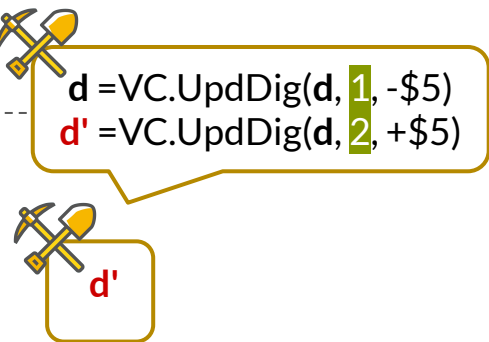 d =VC.UpdDig(d, 1, -$5)
d' =VC.UpdDig(d, 2, +$5)
d'